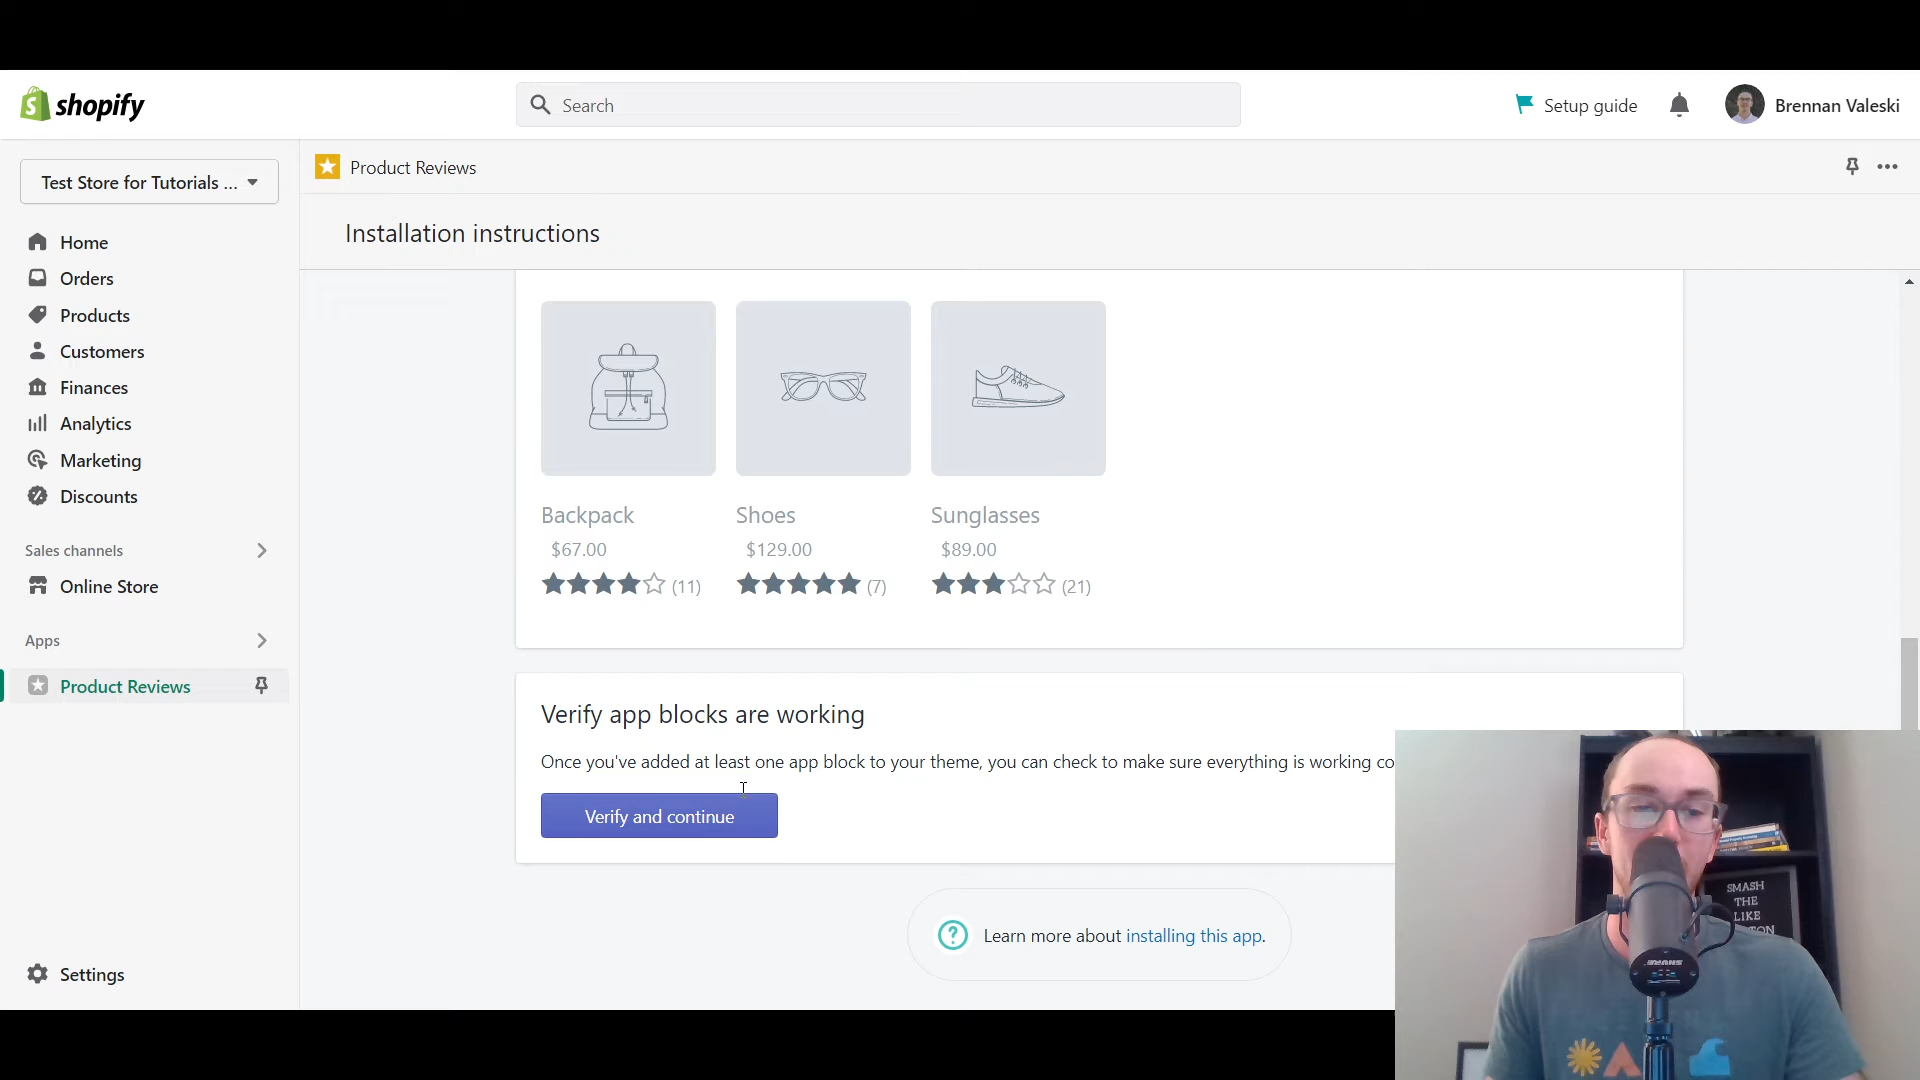 shopify
Search
Setup guide
Brennan Valeski
Test Store for Tutorials ...
Product Reviews
Installation instructions
Home
Orders
Products
Customers
Finances
Analytics
Marketing
Discounts
Sales channels
Online Store
Apps
Product Reviews
Settings
Backpack Shoes Sunglasses
$67.00 $129.00 $89.00
(11) (7) (21)
Verify app blocks are working
Once you've added at least one app block to your theme, you can check to make sure everything is working co
Verify and continue
Learn more about installing this app.
SMASH
THE
LIKE
TON
SHURE